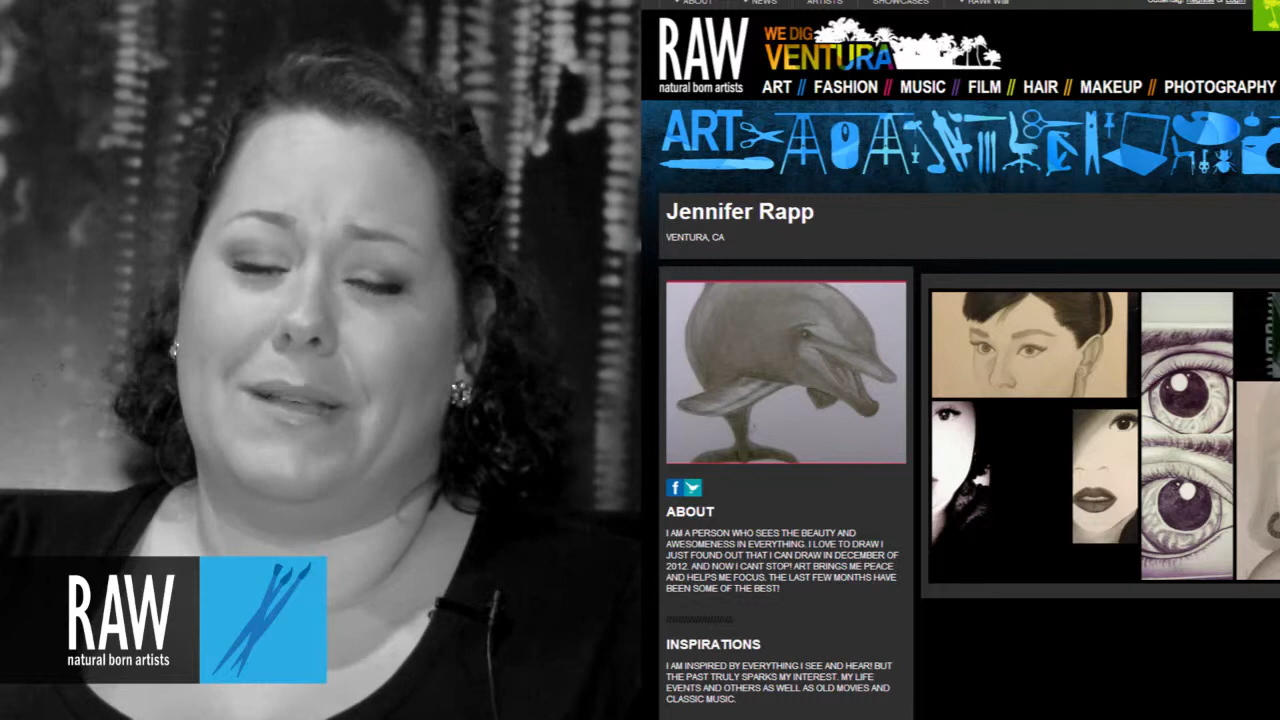 ABOUT NEWS ARTISTS SHOWCASES
RAW
natural born artists
WE DIG
VENTURA
ART // FASHION // MUSIC // FILM // HAIR // MAKEUP // PHOTOGRAPHY
ART
Jennifer Rapp
VENTURA, CA
ABOUT
I AM A PERSON WHO SEES THE BEAUTY AND
AWESOMENESS IN EVERYTHING. I LOVE TO DRAW I
JUST FOUND OUT THAT I CAN DRAW IN DECEMBER OF
2012. AND NOW I CANT STOP! ART BRINGS ME PEACE
AND HELPS ME FOCUS. THE LAST FEW MONTHS HAVE
BEEN SOME OF THE BEST!
INSPIRATIONS
I AM INSPIRED BY EVERYTHING I SEE AND HEAR! BUT
THE PAST TRULY SPARKS MY INTEREST. MY LIFE
EVENTS AND OTHERS AS WELL AS OLD MOVIES AND
CLASSIC MUSIC.
RAW
natural born artists